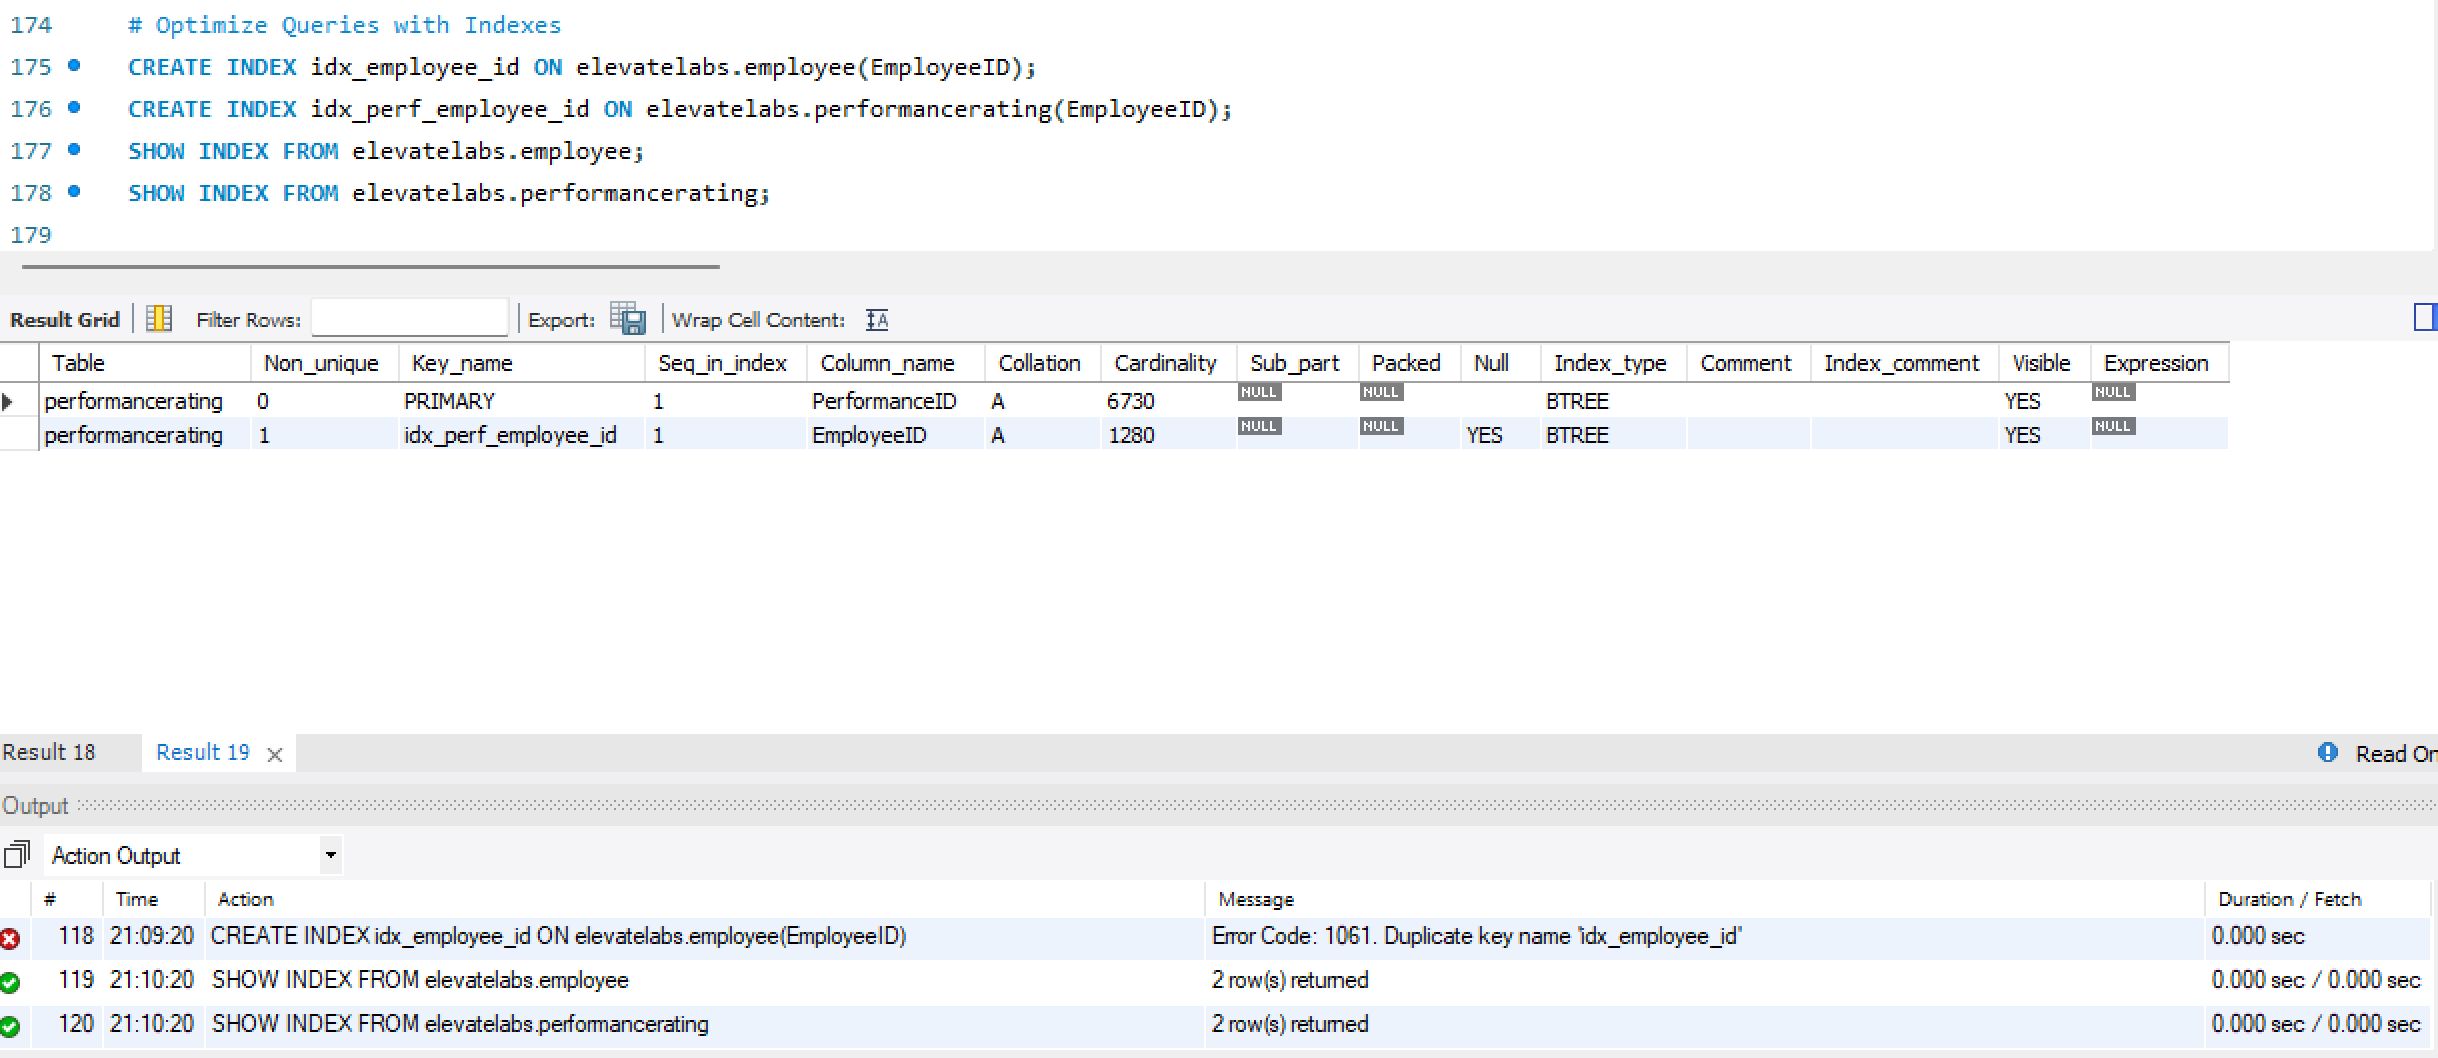 174 # Optimize Queries with Indexes
175 CREATE INDEX idx_employee_id ON elevatelabs.employee(EmployeeID);
176 CREATE INDEX idx_perf_employee_id ON elevatelabs.performancerating(EmployeeID);
177 SHOW INDEX FROM elevatelabs.employee;
178 SHOW INDEX FROM elevatelabs.performancerating;
179
Result Grid Filter Rows: Export: Wrap Cell Content: IA
Table Non_unique Key_name Seq_in_index Column_name Collation Cardinality Sub_part Packed Null Index_type Comment Index_comment Visible Expression
performancerating 0 PRIMARY 1 PerformanceID A 6730 NULL NULL BTREE YES NULL
performancerating 1 idx_perf_employee_id 1 EmployeeID A 1280 NULL NULL YES BTREE YES NULL
Result 18 Result 19 Read On
Output
Action Output
# Time Action Message Duration / Fetch
118 21:09:20 CREATE INDEX idx_employee_id ON elevatelabs.employee(EmployeeID) Error Code: 1061. Duplicate key name 'idx_employee_id' 0.000 sec
119 21:10:20 SHOW INDEX FROM elevatelabs.employee 2 row(s) returned 0.000 sec / 0.000 sec
120 21:10:20 SHOW INDEX FROM elevatelabs.performancerating 2 row(s) returned 0.000 sec / 0.000 sec